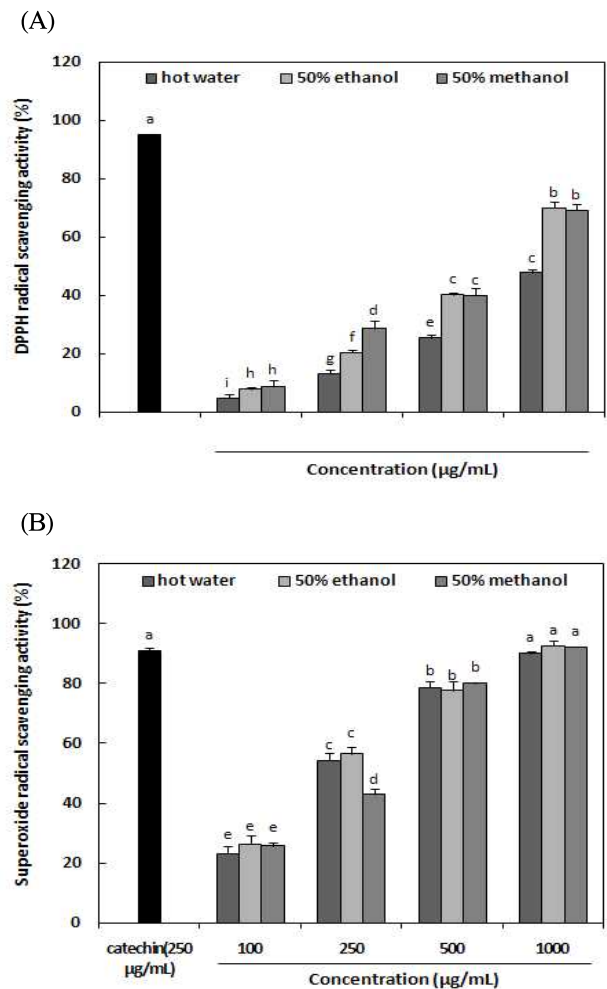 (A)
120
100
80
60
40
20
0
DPPH radical scavenging activity (%)
hot water 50% ethanol 50% methanol
a
i h h
g f d
e c c
c b b
Concentration (µg/mL)
(B)
120
100
80
60
40
20
0
Superoxide radical scavenging activity (%)
hot water 50% ethanol 50% methanol
a
e e e
c c d
b b b
a a a
catechin(250 100 250 500 1000
µg/mL)
Concentration (µg/mL)